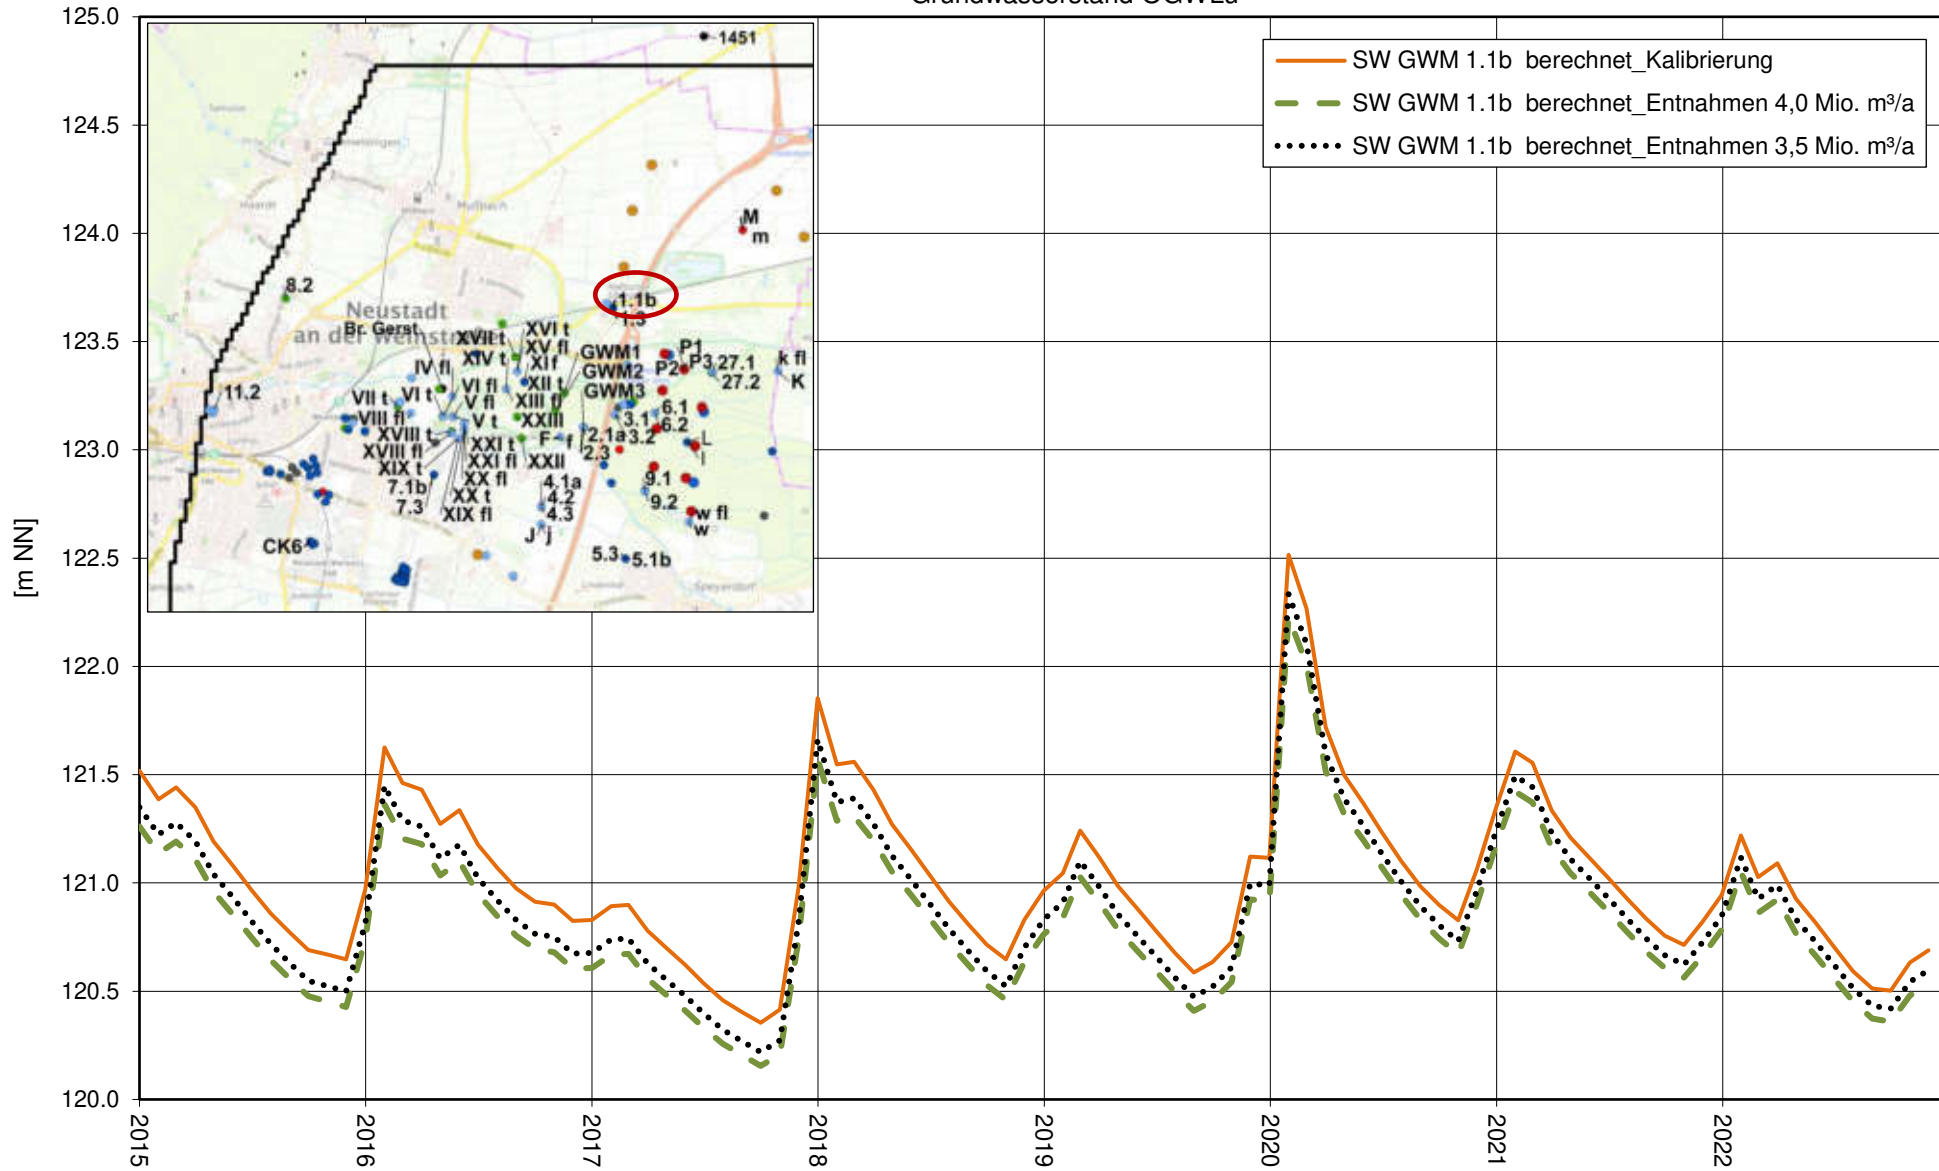 125.0
124.5
124.0
123.5
123.0
122.5
122.0
121.5
121.0
120.5
120.0
[m NN]
SW GWM 1.1b berechnet_Kalibrierung
SW GWM 1.1b berechnet_Entnahmen 4,0 Mio. m³/a
SW GWM 1.1b berechnet_Entnahmen 3,5 Mio. m³/a
1451
M
m
8.2
1.1b
1.3
Neustadt
an der Weinstraße
Br. Gerst
XVII t
XVI t
XV fl
XIV t
XI f
GWM1
GWM2
GWM3
P1
P2
P3
27.1
27.2
k fl
K
11.2
IV fl
VI fl
XII t
VII t
VI t
V fl
XIII fl
VIII fl
V t
XXIII
3.1
6.1
6.2
XVIII t
XXI t
F
f
2.1a
3.2
L
l
XVIII fl
XXI fl
XXII
2.3
XIX t
XX fl
4.1a
9.1
7.1b
XX t
4.2
9.2
7.3
XIX fl
4.3
w fl
w
J
j
CK6
5.3
5.1b
2015
2016
2017
2018
2019
2020
2021
2022